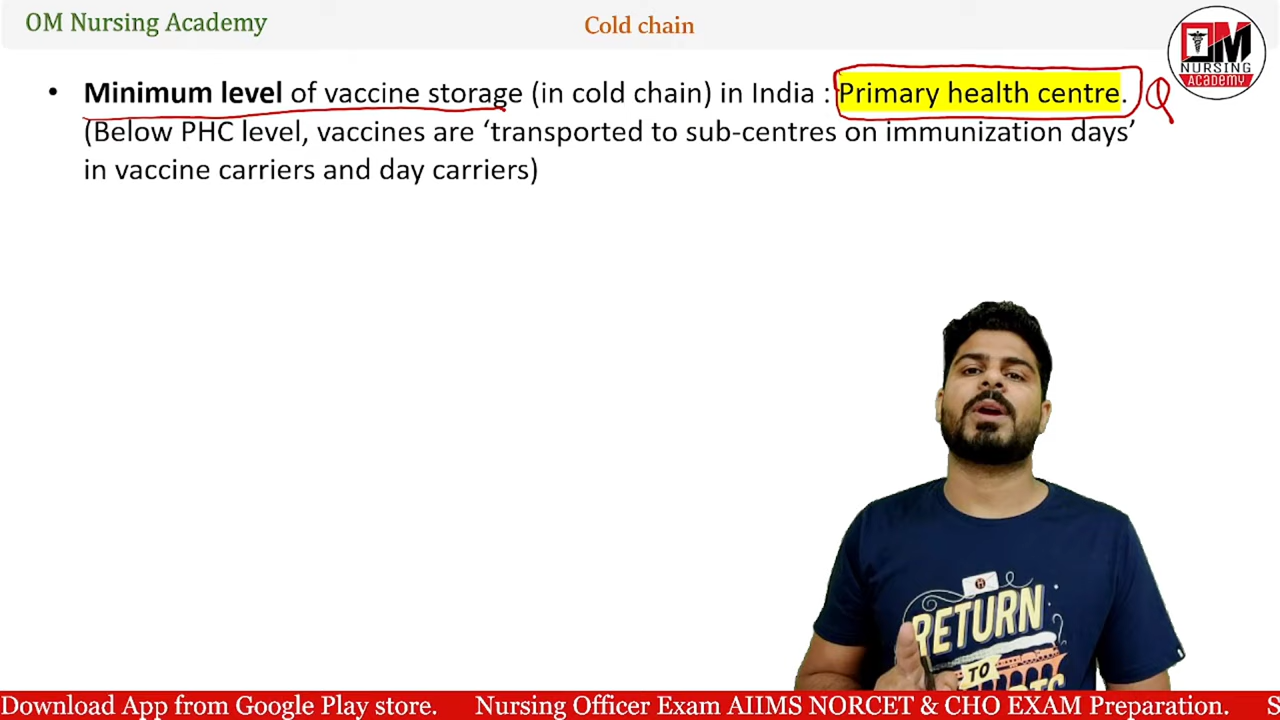 OM Nursing Academy
Cold chain
OM
NURSING
ACADEMY
• Minimum level of vaccine storage (in cold chain) in India : Primary health centre. Q
(Below PHC level, vaccines are ‘transported to sub-centres on immunization days’
in vaccine carriers and day carriers)
H
RETURN
TO
Download App from Google Play store. Nursing Officer Exam AIIMS NORCET & CHO EXAM Preparation. S